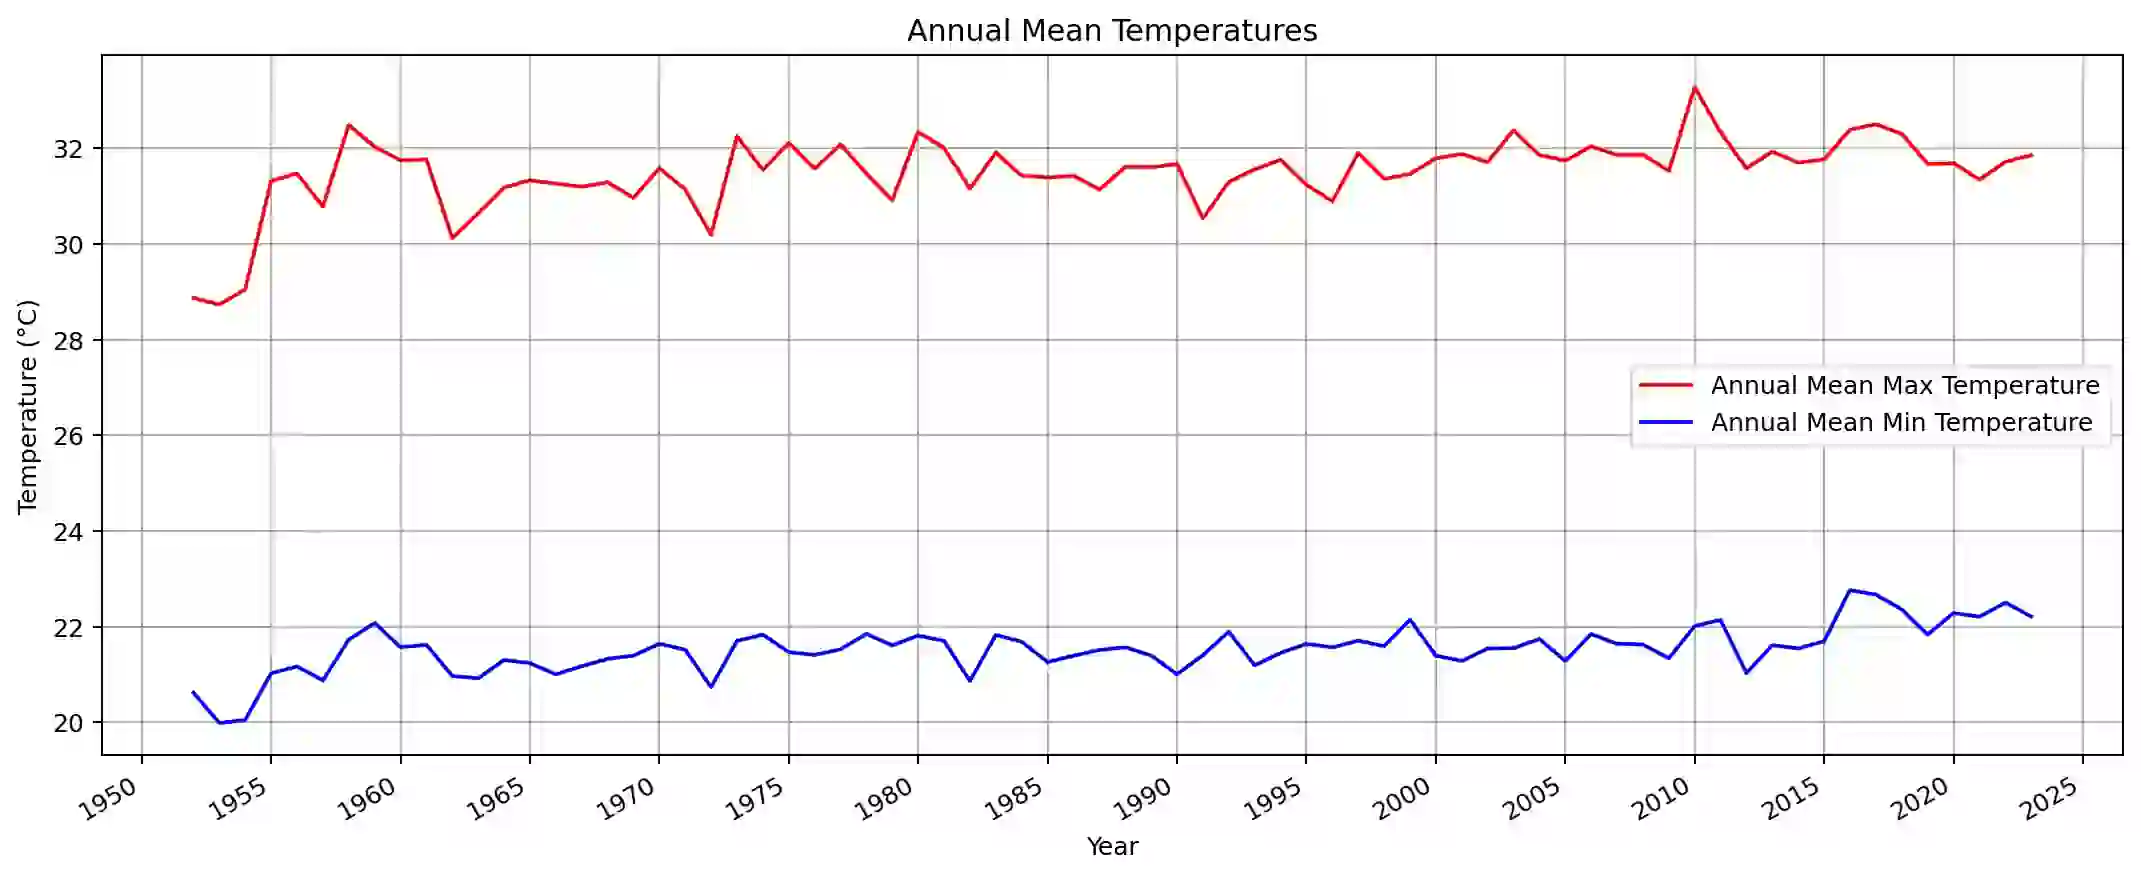 Annual Mean Temperatures
Temperature (°C)
32
30
28
26
24
22
20
Annual Mean Max Temperature
Annual Mean Min Temperature
1950 1955 1960 1965 1970 1975 1980 1985 1990 1995 2000 2005 2010 2015 2020 2025
Year